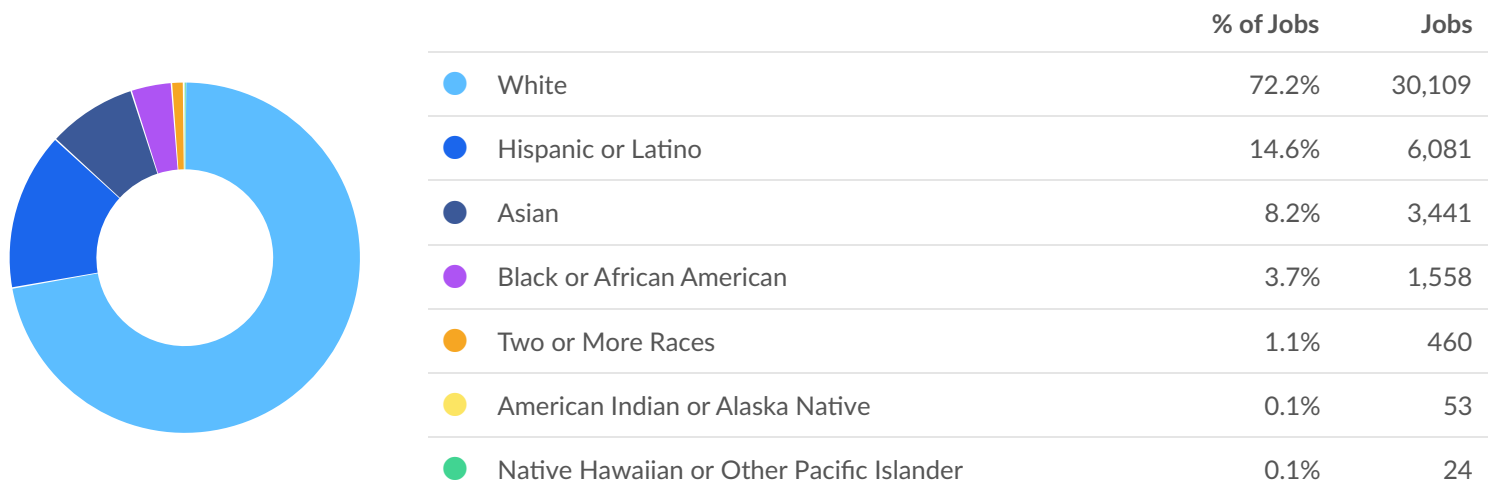 % of Jobs Jobs
White 72.2% 30,109
Hispanic or Latino 14.6% 6,081
Asian 8.2% 3,441
Black or African American 3.7% 1,558
Two or More Races 1.1% 460
American Indian or Alaska Native 0.1% 53
Native Hawaiian or Other Pacific Islander 0.1% 24